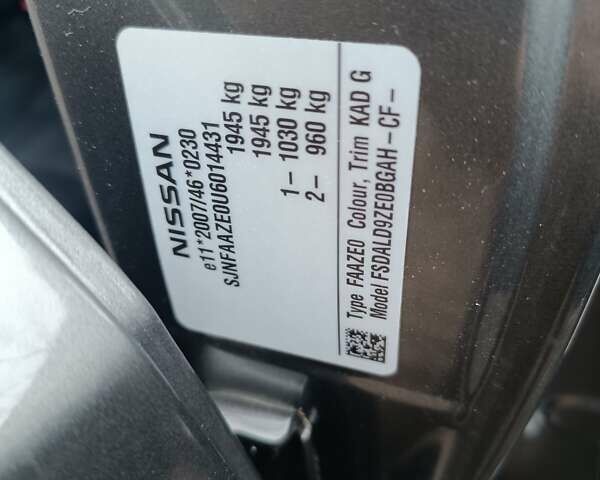 NISSAN
e11*2007/46*0230
SJNFAAZE0U6014431
1945 kg
1945 kg
1– 1030 kg
2– 960 kg
Type FAAZE0 Colour, Trim KAD G
Model FSDALD9ZE0BGAH – CF –